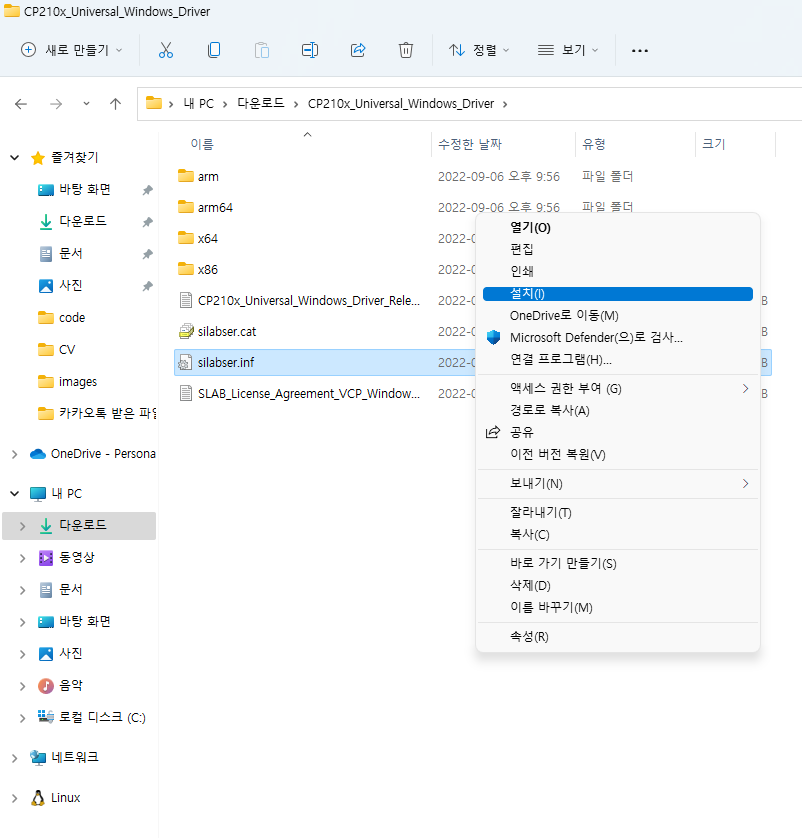 CP210x_Universal_Windows_Driver
새로 만들기
정렬
보기
내 PC
다운로드
CP210x_Universal_Windows_Driver
즐겨찾기
바탕 화면
다운로드
문서
사진
code
CV
images
카카오톡 받은 파일
OneDrive - Persona
내 PC
다운로드
동영상
문서
바탕 화면
사진
음악
로컬 디스크 (C:)
네트워크
Linux
이름
수정한 날짜
유형
크기
arm
2022-09-06 오후 9:56
파일 폴더
arm64
2022-09-06 오후 9:56
파일 폴더
x64
2022-0
x86
2022-0
CP210x_Universal_Windows_Driver_Rele...
2022-0
B
silabser.cat
2022-0
B
silabser.inf
2022-0
B
SLAB_License_Agreement_VCP_Window...
2022-0
B
열기(O)
편집
인쇄
설치(I)
OneDrive로 이동(M)
Microsoft Defender(으)로 검사...
연결 프로그램(H)...
액세스 권한 부여 (G)
경로로 복사(A)
공유
이전 버전 복원(V)
보내기(N)
잘라내기(T)
복사(C)
바로 가기 만들기(S)
삭제(D)
이름 바꾸기(M)
속성(R)